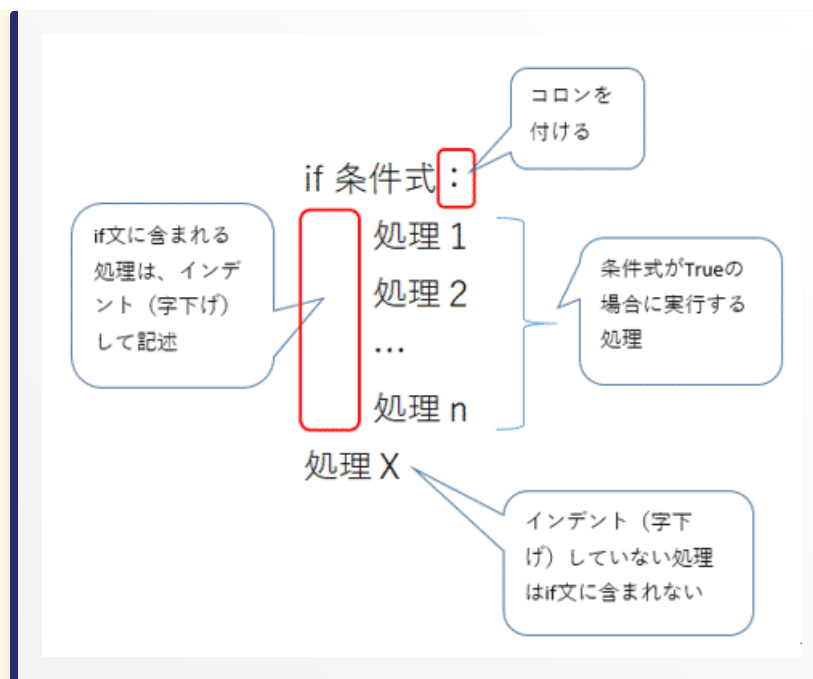 コロンを
付ける
if 条件式：
if文に含まれる
処理は、インデ
ント（字下げ）
して記述
処理 1
処理 2
…
処理 n
条件式がTrueの
場合に実行する
処理
処理 X
インデント（字下
げ）していない処理
はif文に含まれない